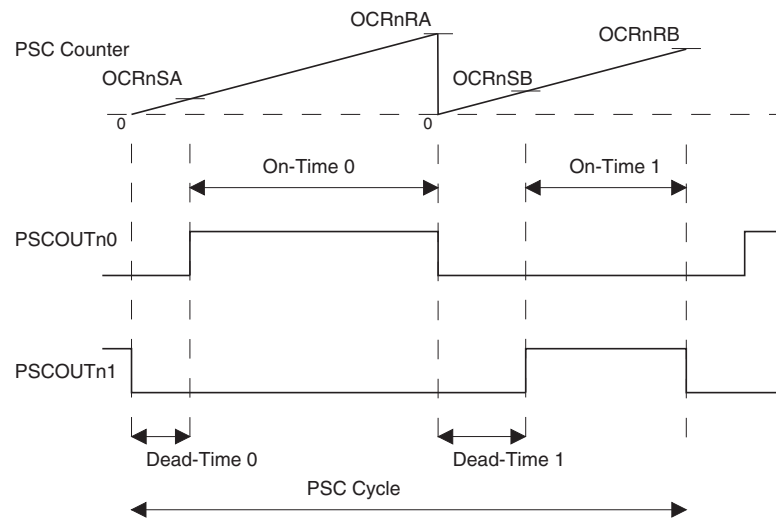 OCRnRA
OCRnRB
PSC Counter
OCRnSA
OCRnSB
0
0
On-Time 0
On-Time 1
PSCOUTn0
PSCOUTn1
Dead-Time 0
Dead-Time 1
PSC Cycle